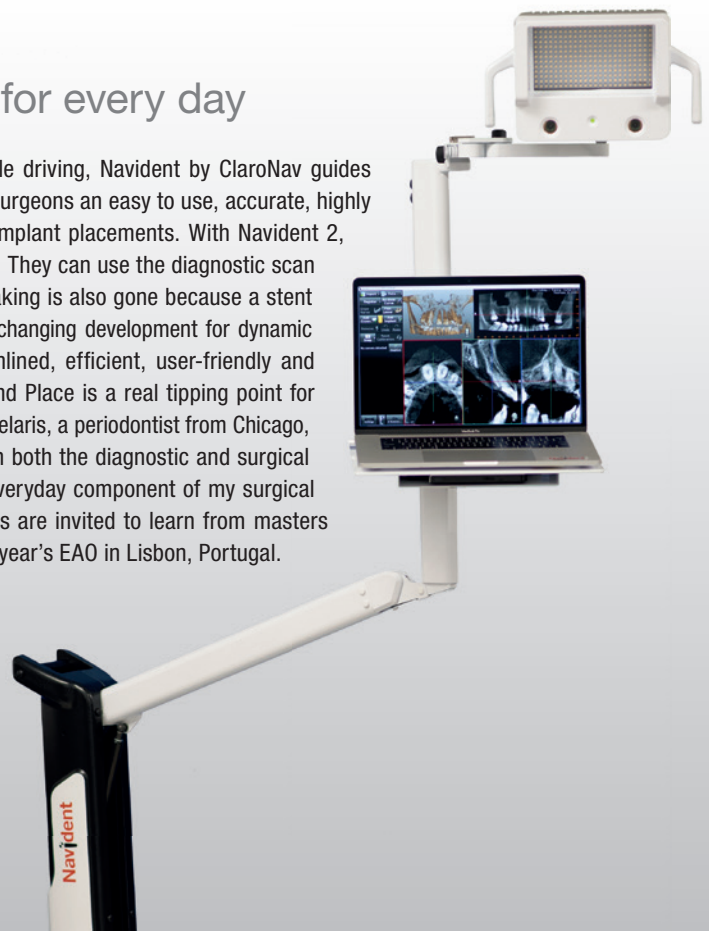 for every day
le driving, Navident by ClaroNav guides
urgeons an easy to use, accurate, highly
mplant placements. With Navident 2,
They can use the diagnostic scan
aking is also gone because a stent
changing development for dynamic
nlined, efficient, user-friendly and
nd Place is a real tipping point for
elaris, a periodontist from Chicago,
n both the diagnostic and surgical
everyday component of my surgical
s are invited to learn from masters
year's EAO in Lisbon, Portugal.
Navident